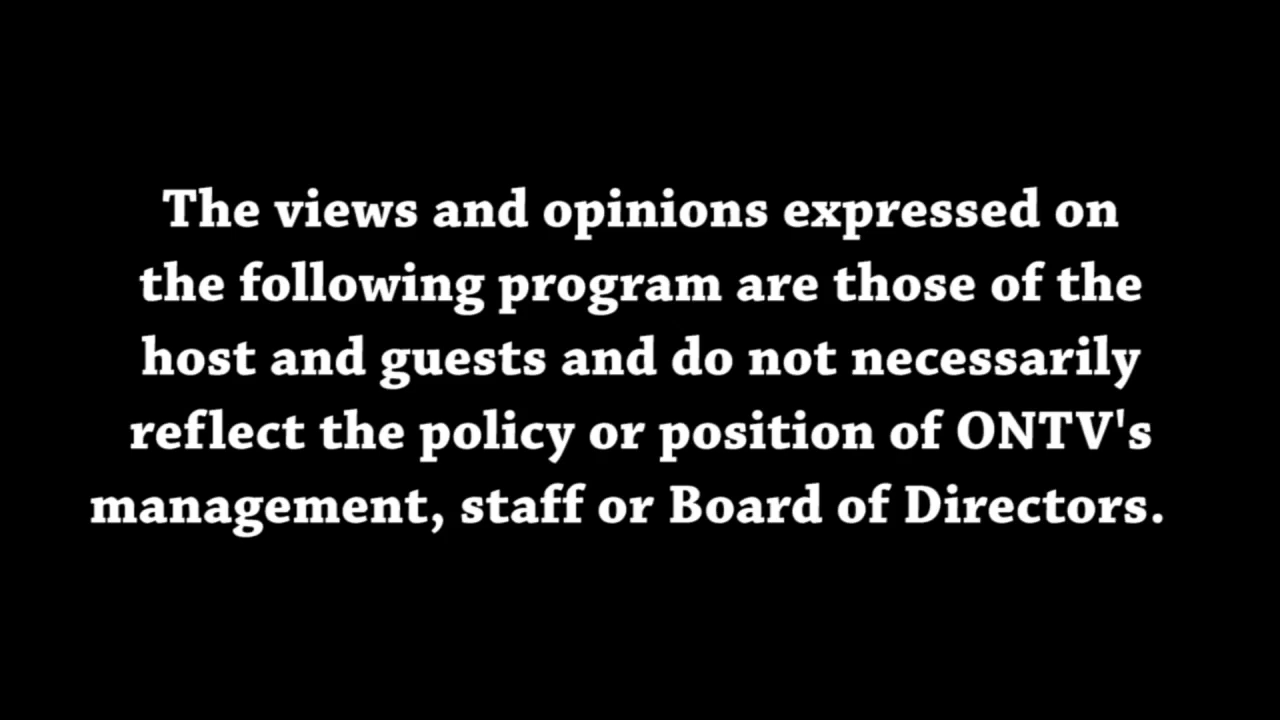 The views and opinions expressed on
the following program are those of the
host and guests and do not necessarily
reflect the policy or position of ONTV's
management, staff or Board of Directors.